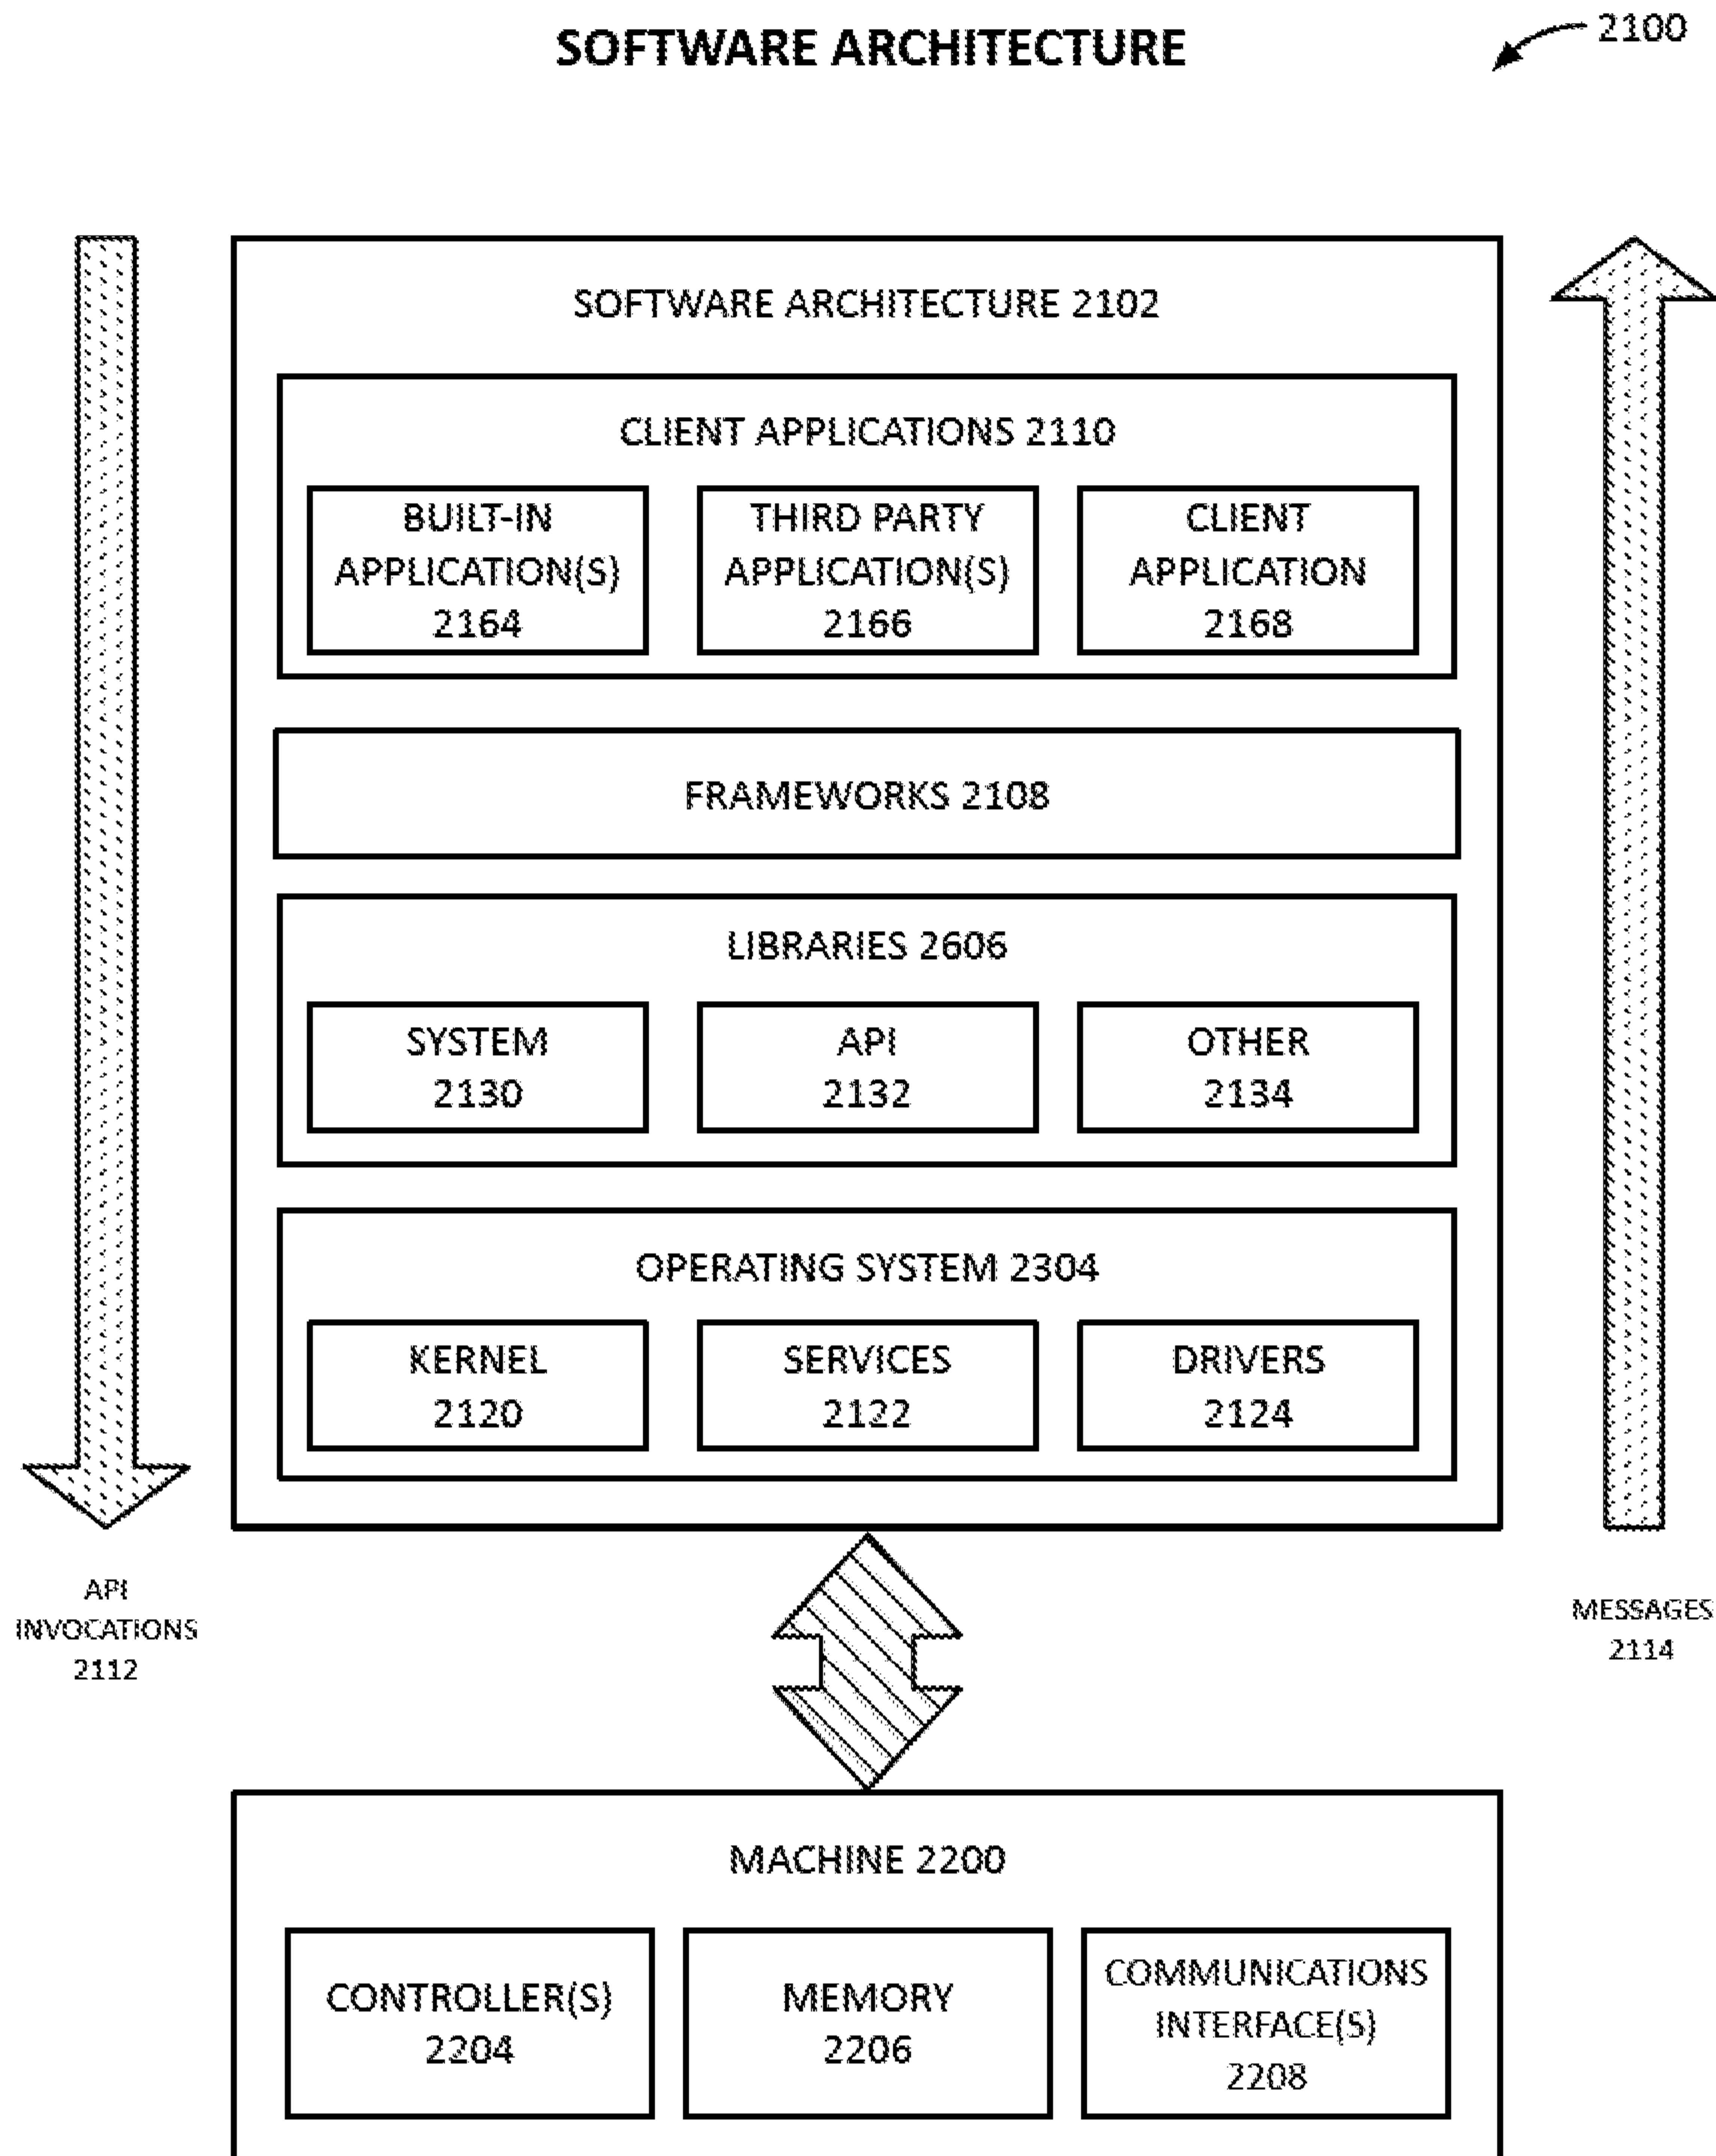 SOFTWARE ARCHITECTURE
2100
SOFTWARE ARCHITECTURE 2102
CLIENT APPLICATIONS 2110
BUILT-IN
APPLICATION(S)
2164
THIRD PARTY
APPLICATION(S)
2166
CLIENT
APPLICATION
2168
FRAMEWORKS 2108
LIBRARIES 2606
SYSTEM
2130
API
2132
OTHER
2134
OPERATING SYSTEM 2304
KERNEL
2120
SERVICES
2122
DRIVERS
2124
API
INVOCATIONS
2112
MESSAGES
2114
MACHINE 2200
CONTROLLER(S)
2204
MEMORY
2206
COMMUNICATIONS
INTERFACE(S)
2208